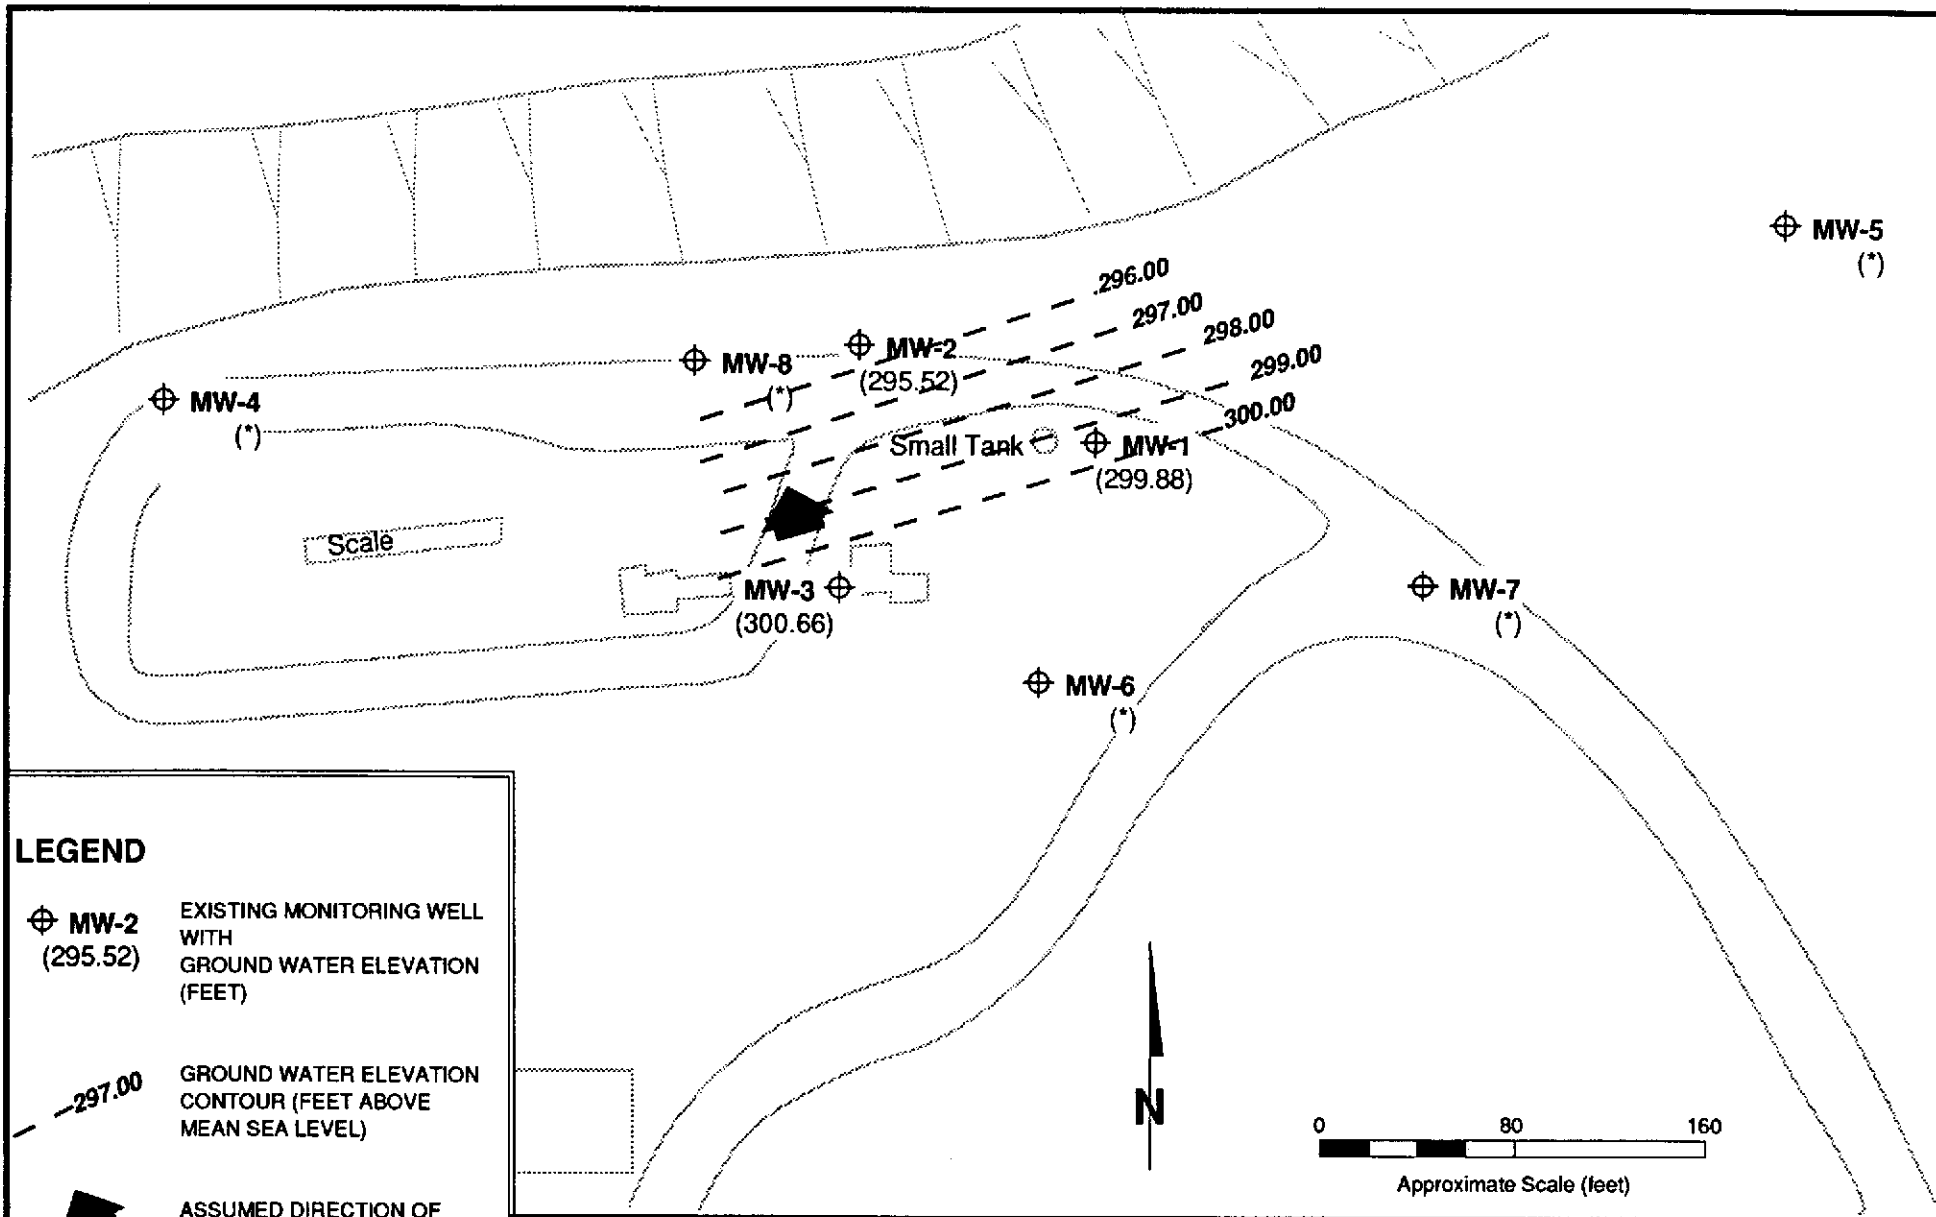 MW-5
(*)
296.00
297.00
298.00
299.00
300.00
MW-2
(295.52)
MW-8
(*)
MW-4
(*)
Small Tank
MW-1
(299.88)
Scale
MW-3
(300.66)
MW-7
(*)
MW-6
(*)
LEGEND
MW-2
(295.52)
EXISTING MONITORING WELL
WITH
GROUND WATER ELEVATION
(FEET)
297.00
GROUND WATER ELEVATION
CONTOUR (FEET ABOVE
MEAN SEA LEVEL)
ASSUMED DIRECTION OF
N
0 80 160
Approximate Scale (feet)